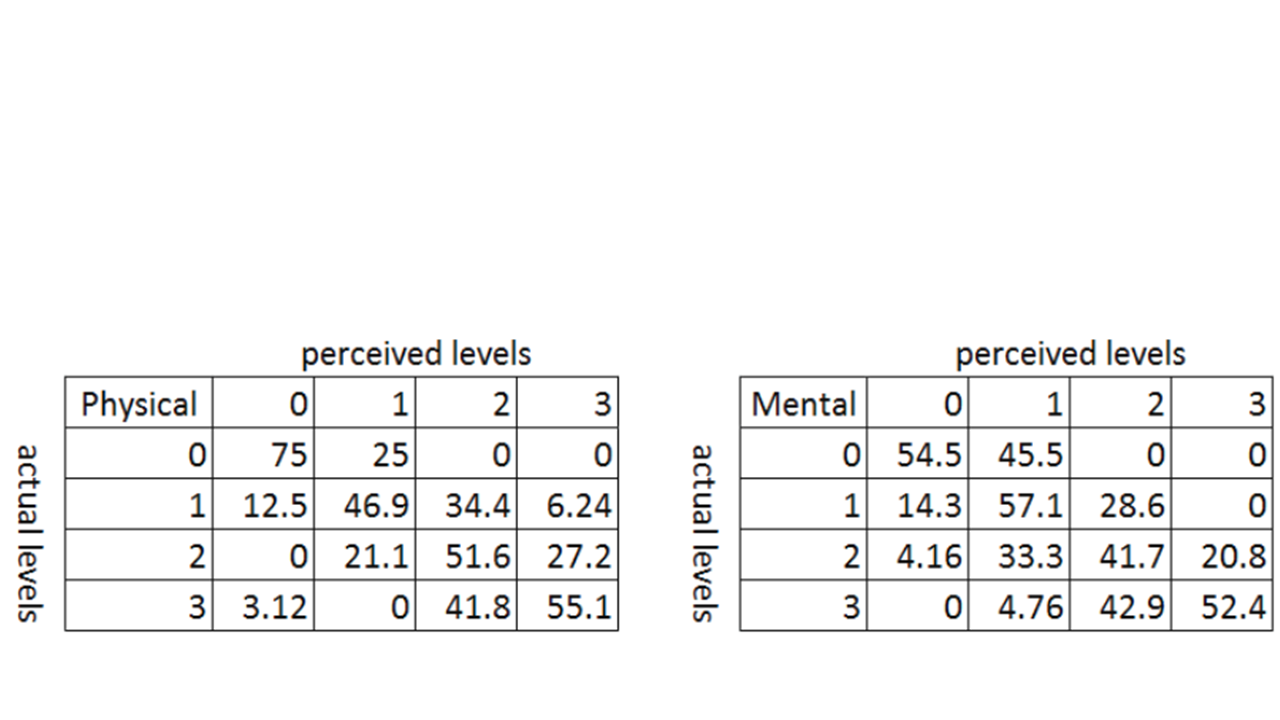 perceived levels
Physical 0 1 2 3
0 75 25 0 0
1 12.5 46.9 34.4 6.24
2 0 21.1 51.6 27.2
3 3.12 0 41.8 55.1
actual levels
perceived levels
Mental 0 1 2 3
0 54.5 45.5 0 0
1 14.3 57.1 28.6 0
2 4.16 33.3 41.7 20.8
3 0 4.76 42.9 52.4
actual levels